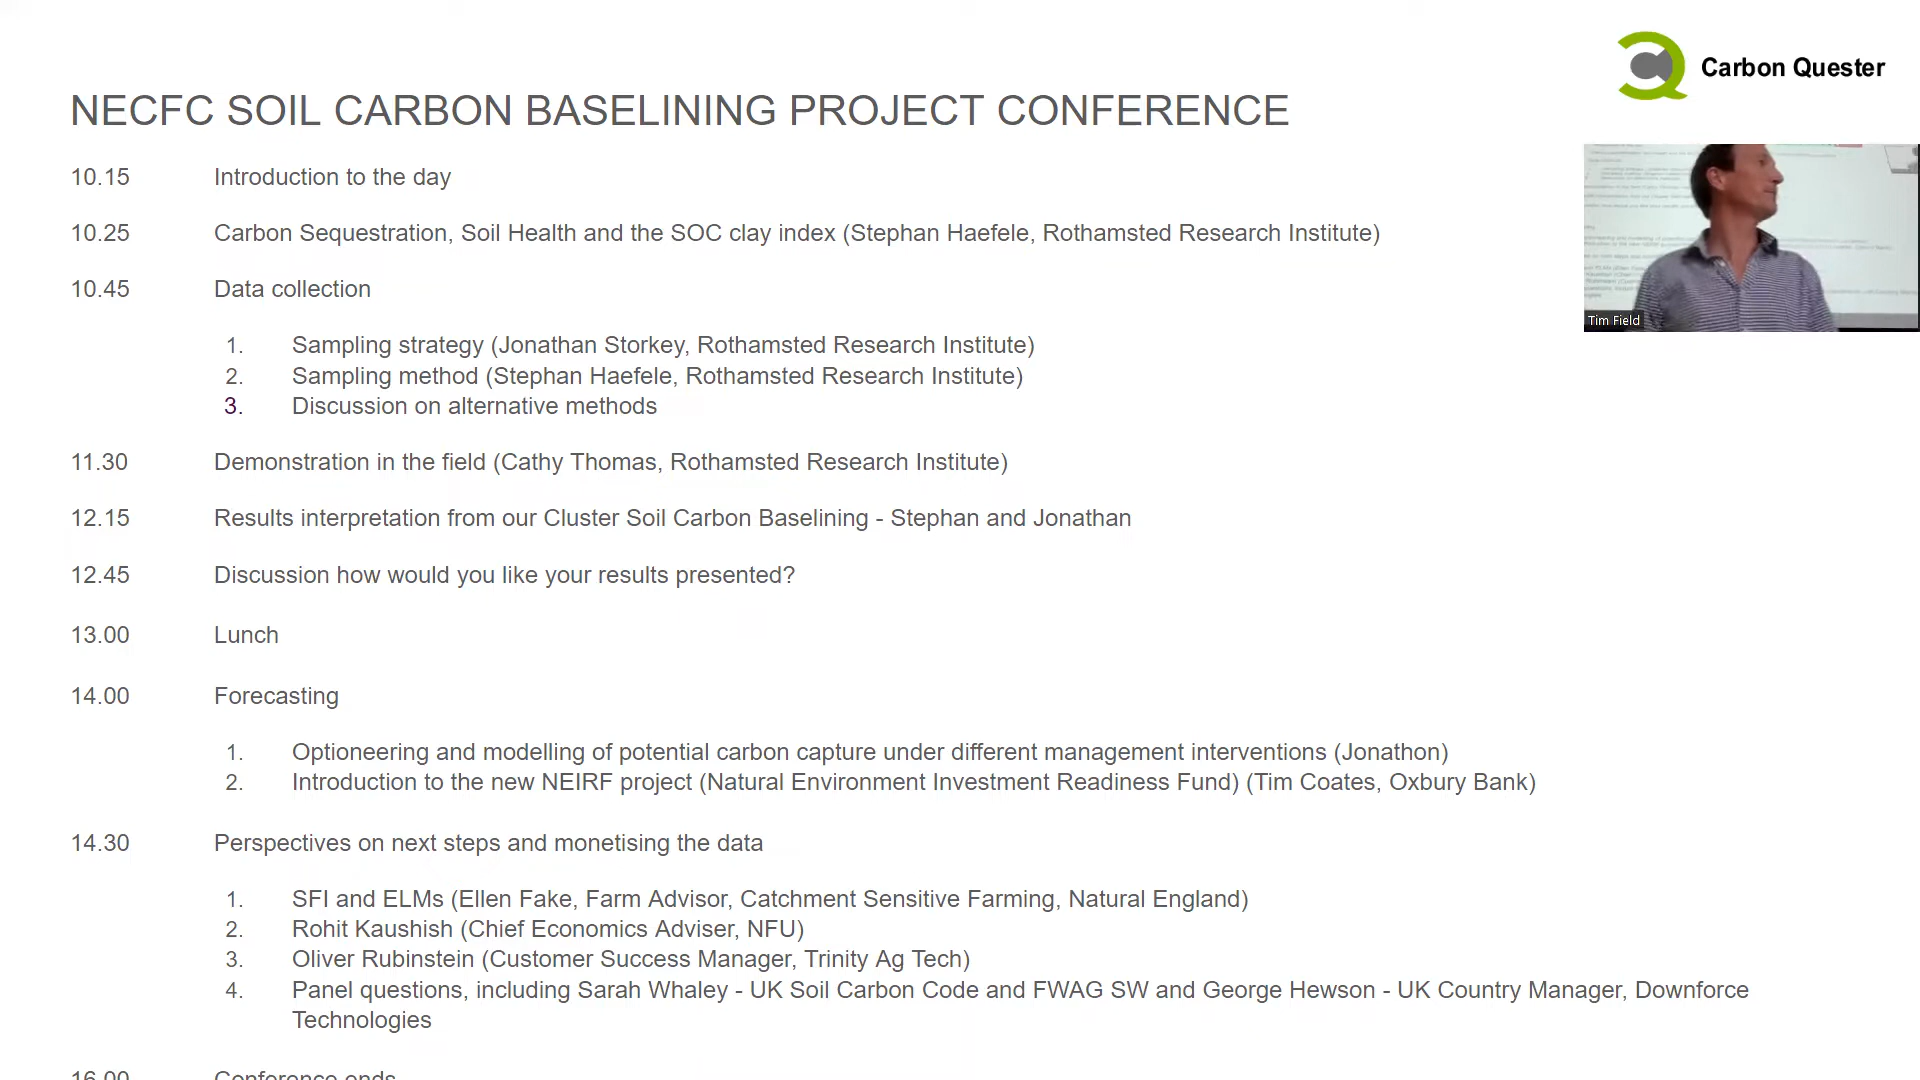 Carbon Quester
NECFC SOIL CARBON BASELINING PROJECT CONFERENCE
10.15 Introduction to the day
10.25 Carbon Sequestration, Soil Health and the SOC clay index (Stephan Haefele, Rothamsted Research Institute)
10.45 Data collection
1. Sampling strategy (Jonathan Storkey, Rothamsted Research Institute)
2. Sampling method (Stephan Haefele, Rothamsted Research Institute)
3. Discussion on alternative methods
Tim Field
11.30 Demonstration in the field (Cathy Thomas, Rothamsted Research Institute)
12.15 Results interpretation from our Cluster Soil Carbon Baselining - Stephan and Jonathan
12.45 Discussion how would you like your results presented?
13.00 Lunch
14.00 Forecasting
1. Optioneering and modelling of potential carbon capture under different management interventions (Jonathon)
2. Introduction to the new NEIRF project (Natural Environment Investment Readiness Fund) (Tim Coates, Oxbury Bank)
14.30 Perspectives on next steps and monetising the data
1. SFI and ELMs (Ellen Fake, Farm Advisor, Catchment Sensitive Farming, Natural England)
2. Rohit Kaushish (Chief Economics Adviser, NFU)
3. Oliver Rubinstein (Customer Success Manager, Trinity Ag Tech)
4. Panel questions, including Sarah Whaley - UK Soil Carbon Code and FWAG SW and George Hewson - UK Country Manager, Downforce
Technologies
16.00 Conference ends